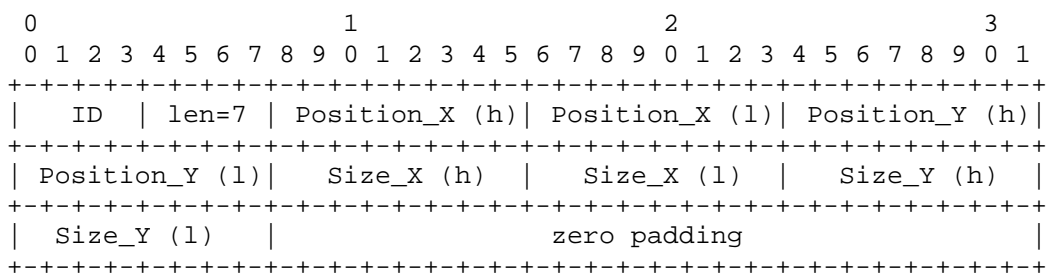 0                   1                   2                   3
 0 1 2 3 4 5 6 7 8 9 0 1 2 3 4 5 6 7 8 9 0 1 2 3 4 5 6 7 8 9 0 1
+-+-+-+-+-+-+-+-+-+-+-+-+-+-+-+-+-+-+-+-+-+-+-+-+-+-+-+-+-+-+-+-+
|   ID  | len=7 | Position_X (h)| Position_X (l)| Position_Y (h)|
+-+-+-+-+-+-+-+-+-+-+-+-+-+-+-+-+-+-+-+-+-+-+-+-+-+-+-+-+-+-+-+-+
| Position_Y (l)|   Size_X (h)  |   Size_X (l)  |   Size_Y (h)  |
+-+-+-+-+-+-+-+-+-+-+-+-+-+-+-+-+-+-+-+-+-+-+-+-+-+-+-+-+-+-+-+-+
|  Size_Y (l)   |                 zero padding                  |
+-+-+-+-+-+-+-+-+-+-+-+-+-+-+-+-+-+-+-+-+-+-+-+-+-+-+-+-+-+-+-+-+